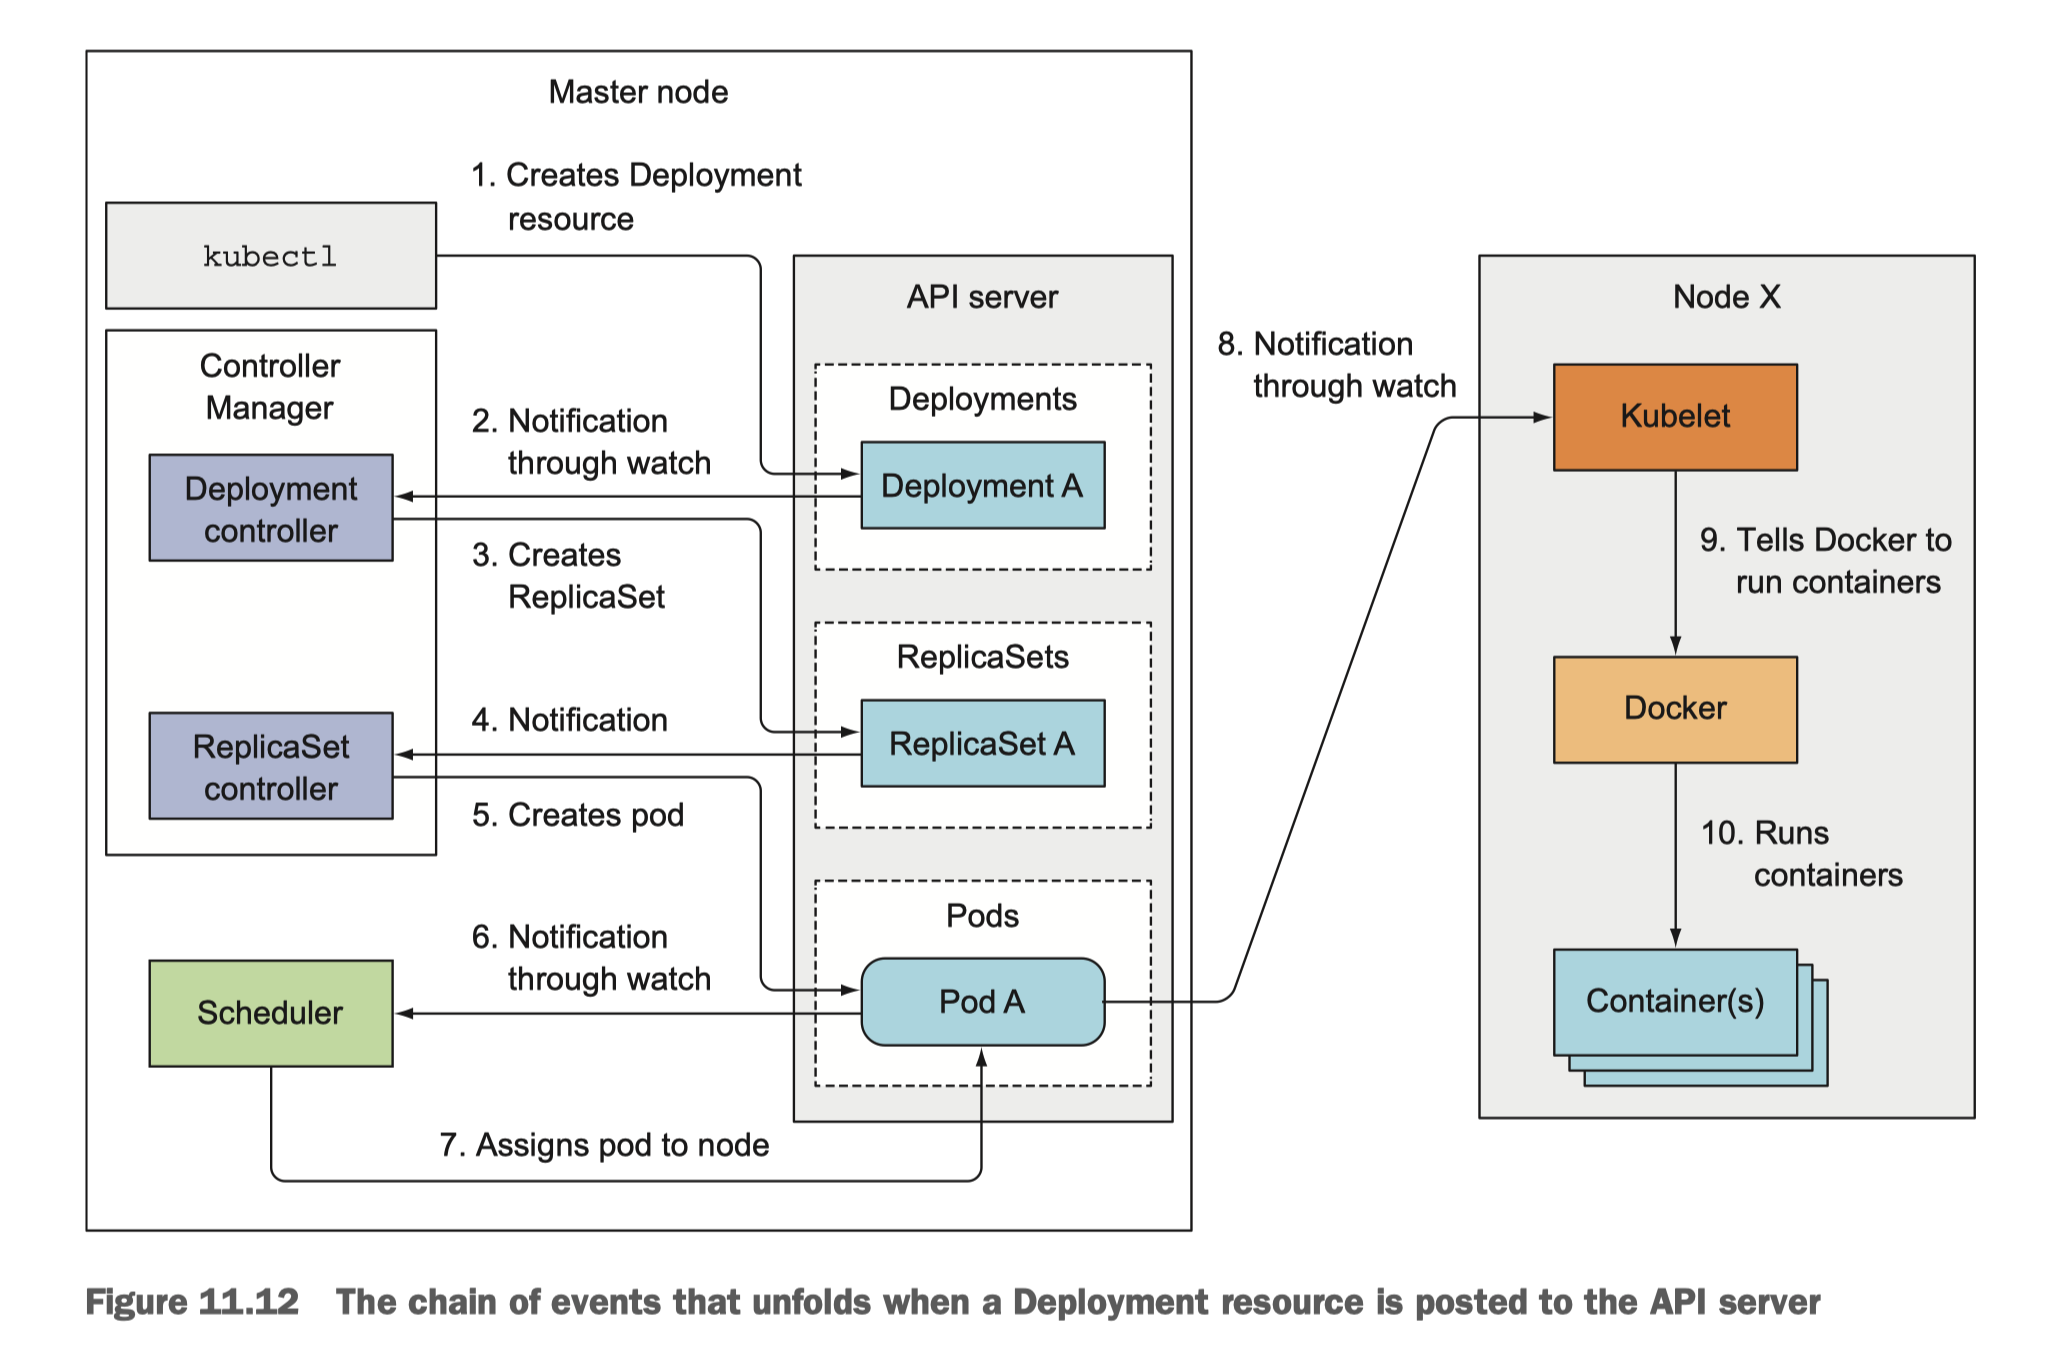 Master node
1. Creates Deployment
resource
kubectl
API server
Node X
Controller
Manager
8. Notification
through watch
Deployments
Kubelet
2. Notification
through watch
Deployment
controller
Deployment A
3. Creates
ReplicaSet
9. Tells Docker to
run containers
ReplicaSets
4. Notification
Docker
ReplicaSet
controller
ReplicaSet A
5. Creates pod
10. Runs
containers
Pods
6. Notification
through watch
Scheduler
Pod A
Container(s)
7. Assigns pod to node
Figure 11.12 The chain of events that unfolds when a Deployment resource is posted to the API server